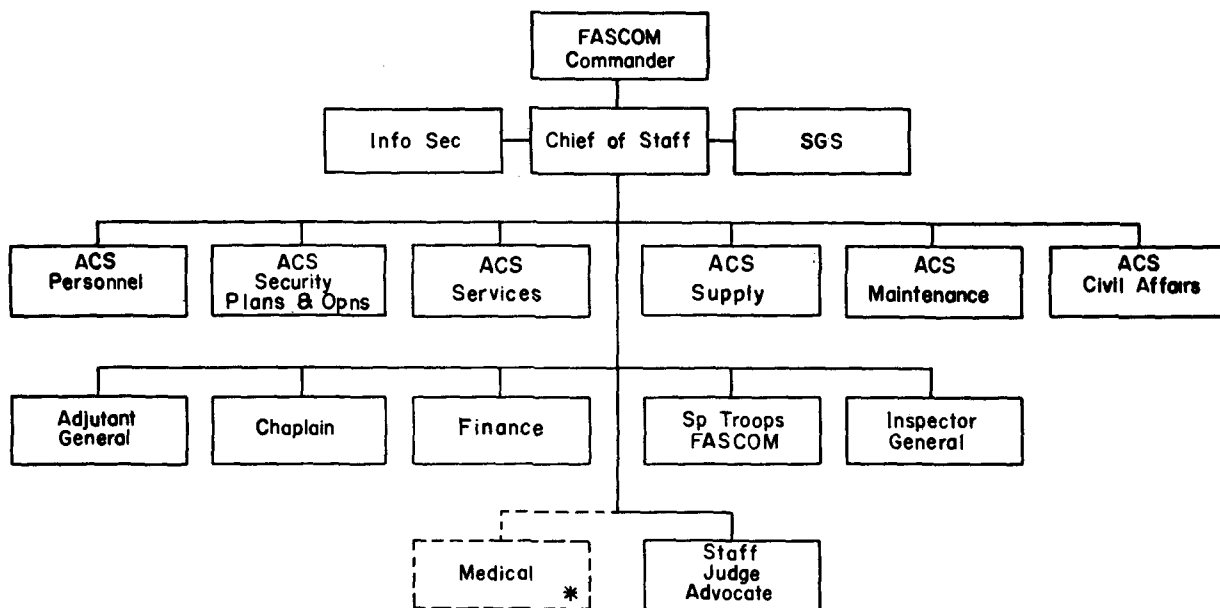 FASCOM
Commander
Info Sec
Chief of Staff
SGS
ACS
Personnel
ACS
Security
Plans & Opns
ACS
Services
ACS
Supply
ACS
Maintenance
ACS
Civil Affairs
Adjutant
General
Chaplain
Finance
Sp Troops
FASCOM
Inspector
General
Medical
*
Staff
Judge
Advocate